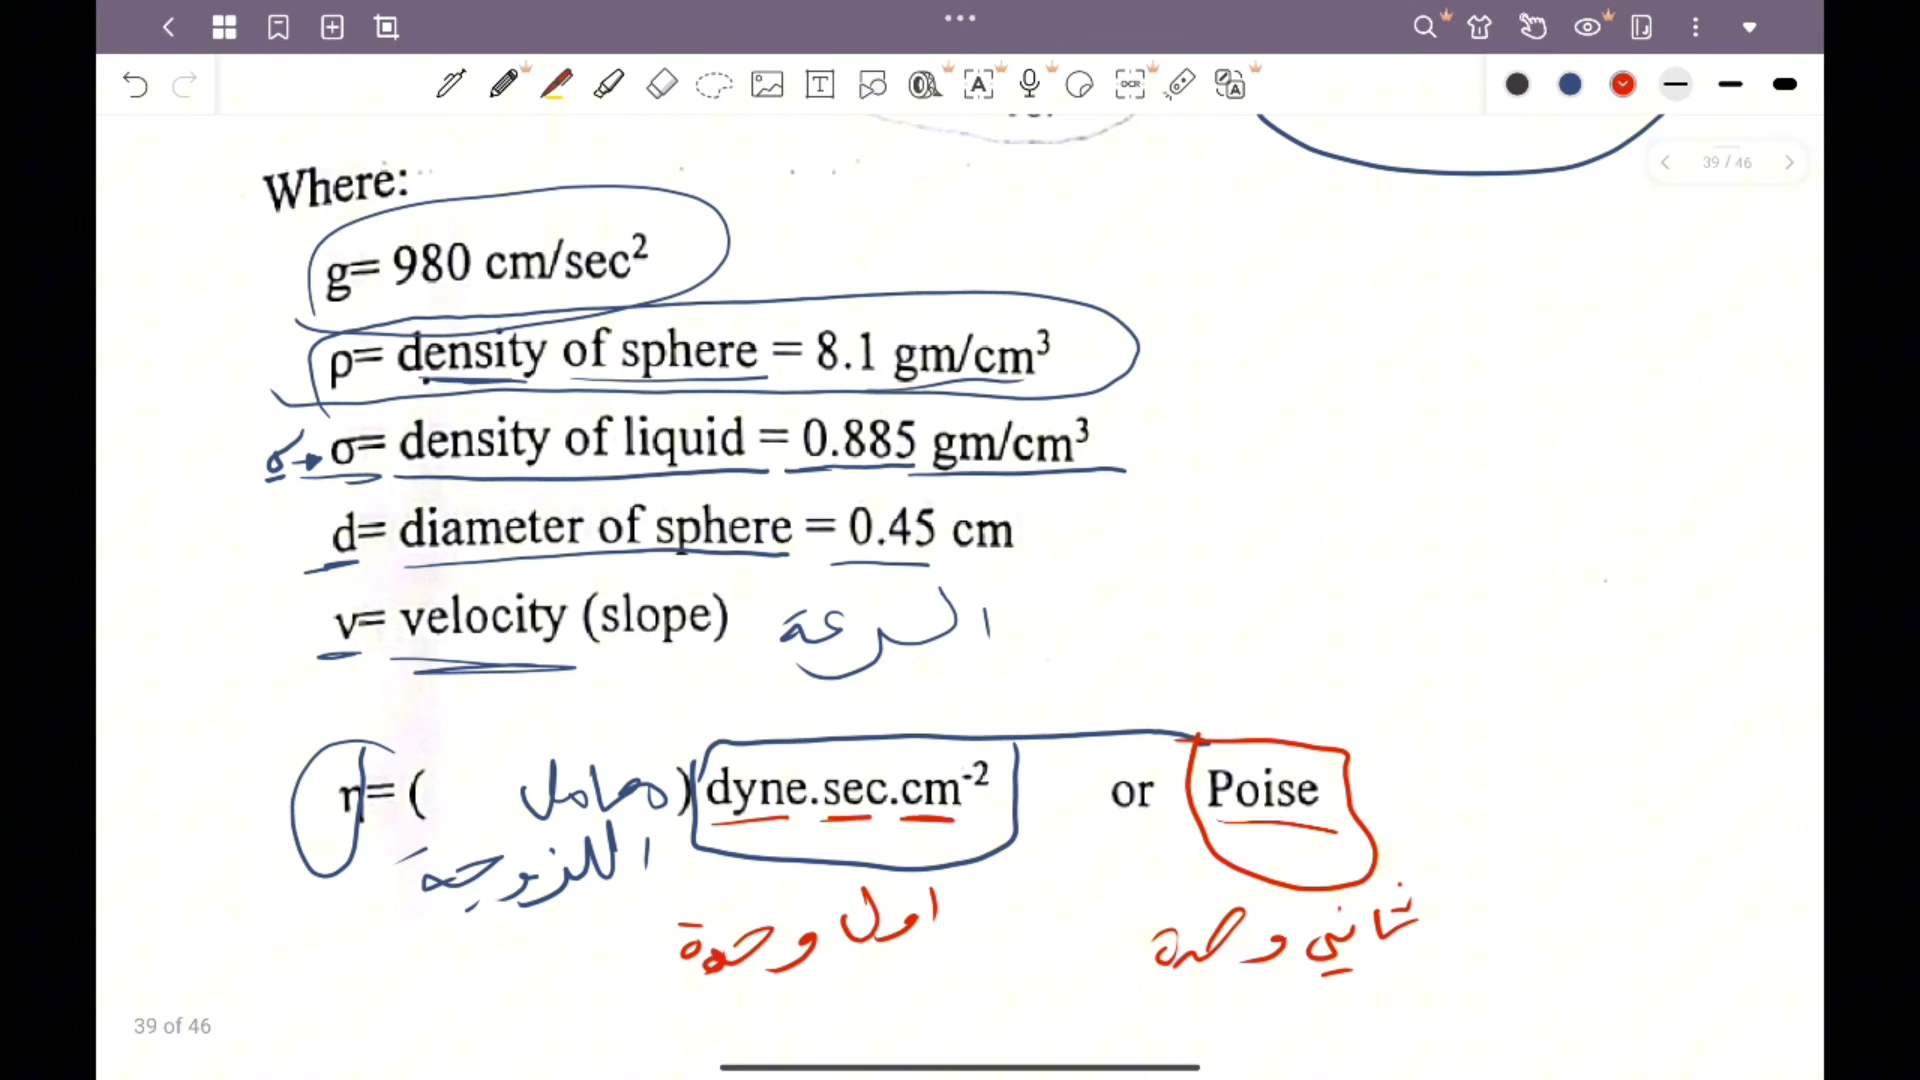 39 / 46
Where:
g= 980 cm/sec²
ρ= density of sphere = 8.1 gm/cm³
σ → σ= density of liquid = 0.885 gm/cm³
d= diameter of sphere = 0.45 cm
v= velocity (slope) السرعة
η= ( معامل ) dyne.sec.cm⁻² or Poise
اللزوجة
اول وحدة ثاني وحدة
39 of 46